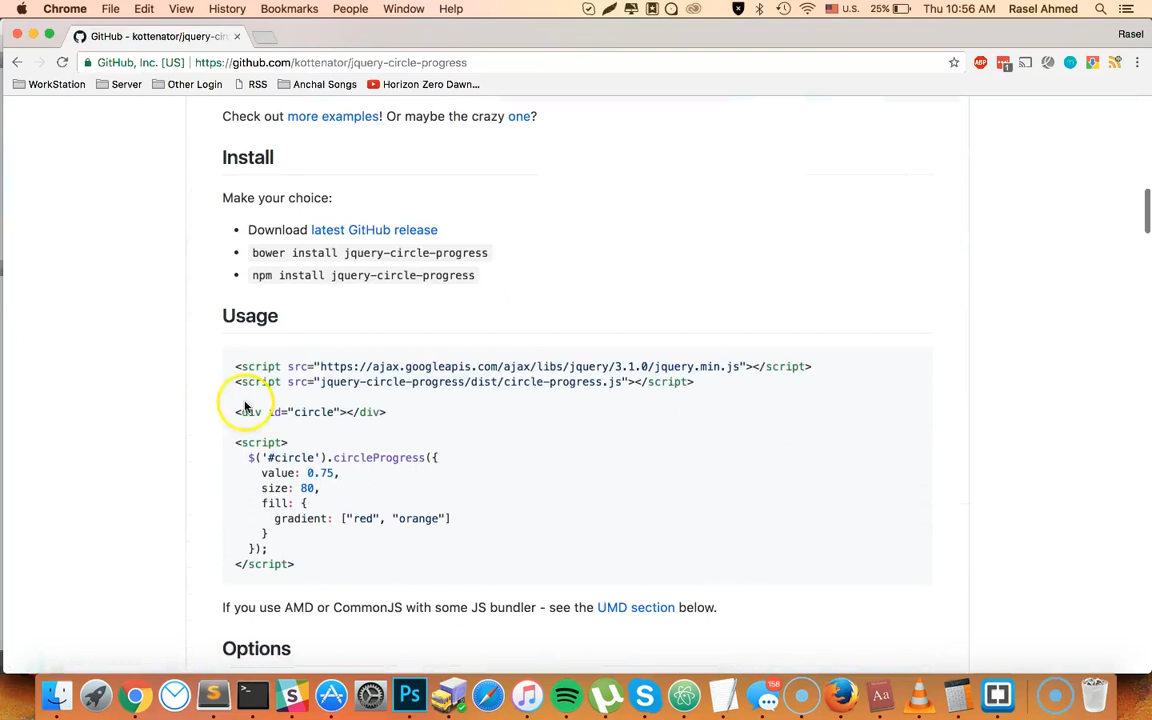 Chrome File Edit View History Bookmarks People Window Help U.S. 25% Thu 10:56 AM Rasel Ahmed
GitHub - kottenator/jquery-cir Rasel
GitHub, Inc. [US] https://github.com/kottenator/jquery-circle-progress ABP 1
WorkStation Server Other Login RSS Anchal Songs Horizon Zero Dawn...
Check out more examples! Or maybe the crazy one?
Install
Make your choice:
• Download latest GitHub release
• bower install jquery-circle-progress
• npm install jquery-circle-progress
Usage
<script src="https://ajax.googleapis.com/ajax/libs/jquery/3.1.0/jquery.min.js"></script>
<script src="jquery-circle-progress/dist/circle-progress.js"></script>
<div id="circle"></div>
<script>
$('#circle').circleProgress({
value: 0.75,
size: 80,
fill: {
gradient: ["red", "orange"]
}
});
</script>
If you use AMD or CommonJS with some JS bundler - see the UMD section below.
Options
Ps 158 Aa